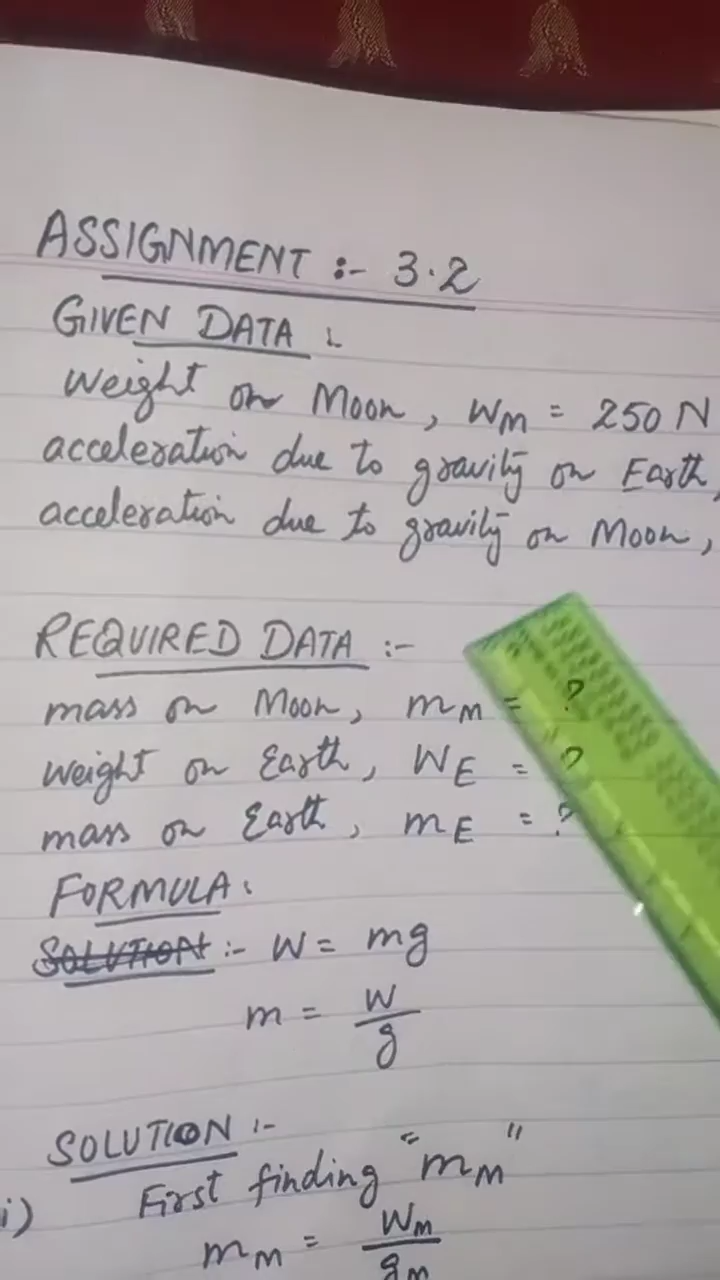 ASSIGNMENT :- 3.2
GIVEN DATA :
Weight on Moon, WM = 250 N
acceleration due to gravity on Earth,
acceleration due to gravity on Moon,
REQUIRED DATA :-
mass on Moon, mM = ?
Weight on Earth, WE = ?
mass on Earth, mE = ?
FORMULA :
SOLUTION :- W = mg
m = W/g
SOLUTION :-
i) First finding "mM"
mM = WM/gm